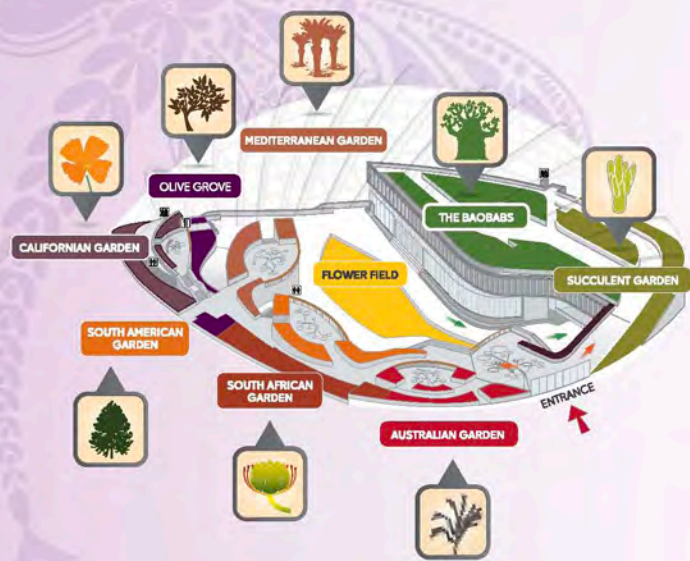 MEDITERRANEAN GARDEN
OLIVE GROVE
THE BAOBABS
CALIFORNIAN GARDEN
FLOWER FIELD
SUCCULENT GARDEN
SOUTH AMERICAN
GARDEN
SOUTH AFRICAN
GARDEN
ENTRANCE
AUSTRALIAN GARDEN